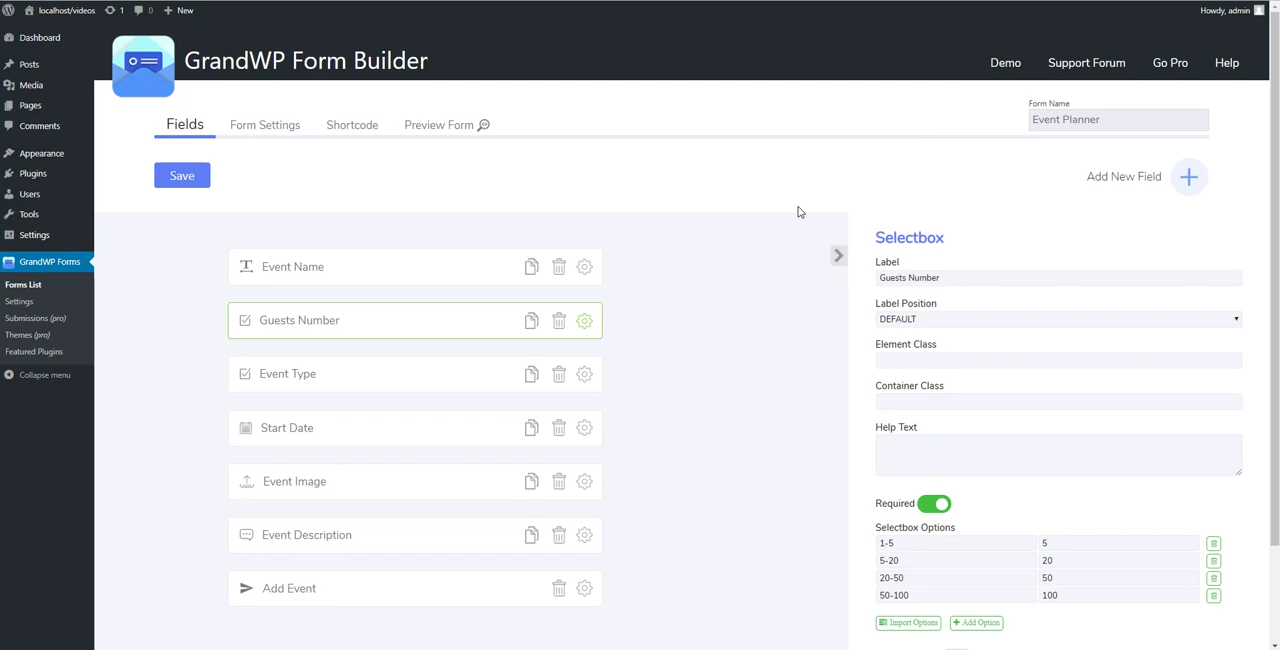 localhost/videos 1 0 New Howdy, admin
Dashboard
Posts
Media
Pages
Comments
Appearance
Plugins
Users
Tools
Settings
GrandWP Forms
Forms List
Settings
Submissions (pro)
Themes (pro)
Featured Plugins
Collapse menu
GrandWP Form Builder
Demo Support Forum Go Pro Help
Fields Form Settings Shortcode Preview Form
Form Name
Event Planner
Save
Add New Field
Event Name
Guests Number
Event Type
Start Date
Event Image
Event Description
Add Event
Selectbox
Label
Guests Number
Label Position
DEFAULT
Element Class
Container Class
Help Text
Required
Selectbox Options
1-5 5
5-20 20
20-50 50
50-100 100
Import Options Add Option